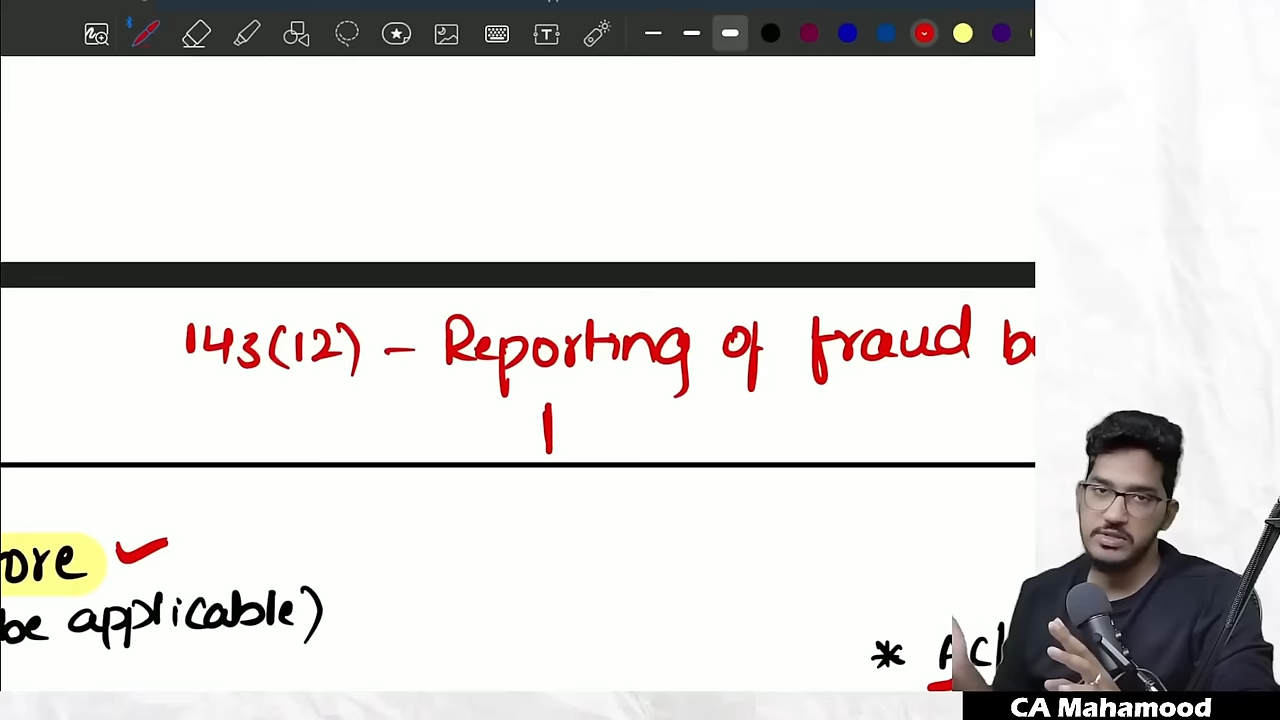 143(12) - Reporting of fraud
ore
be applicable)
*
CA Mahamood